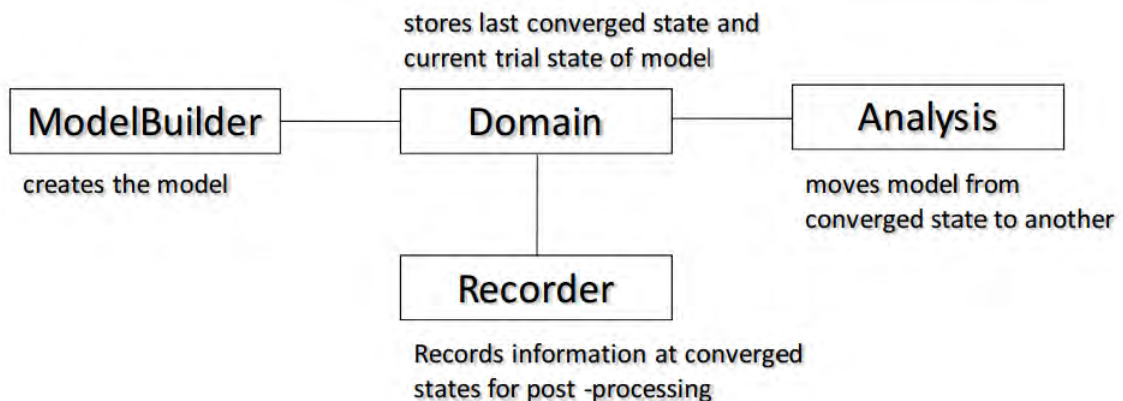 stores last converged state and
current trial state of model
ModelBuilder
Domain
Analysis
creates the model
moves model from
converged state to another
Recorder
Records information at converged
states for post -processing